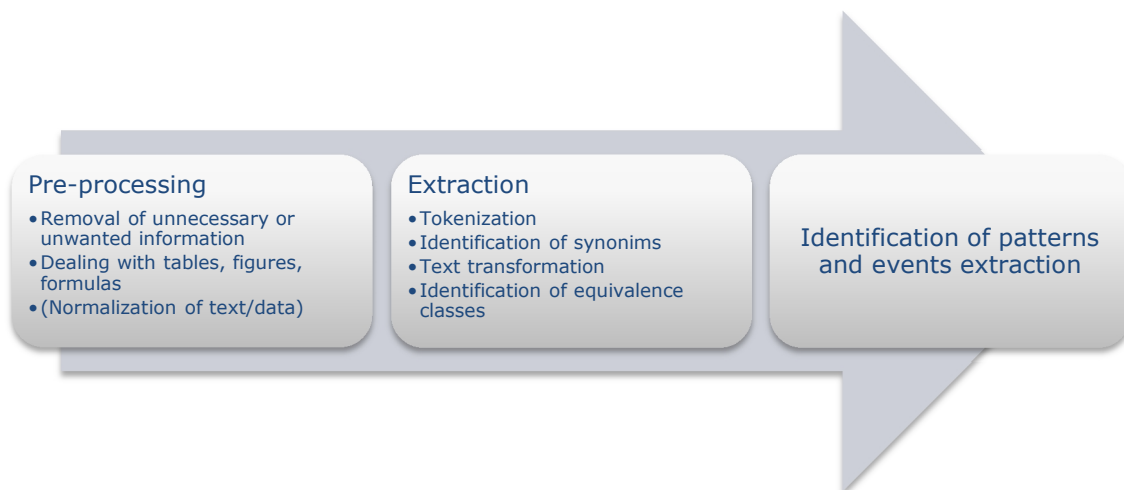 Pre-processing
•Removal of unnecessary or
unwanted information
•Dealing with tables, figures,
formulas
•(Normalization of text/data)
Extraction
•Tokenization
•Identification of synonims
•Text transformation
•Identification of equivalence
classes
Identification of patterns
and events extraction